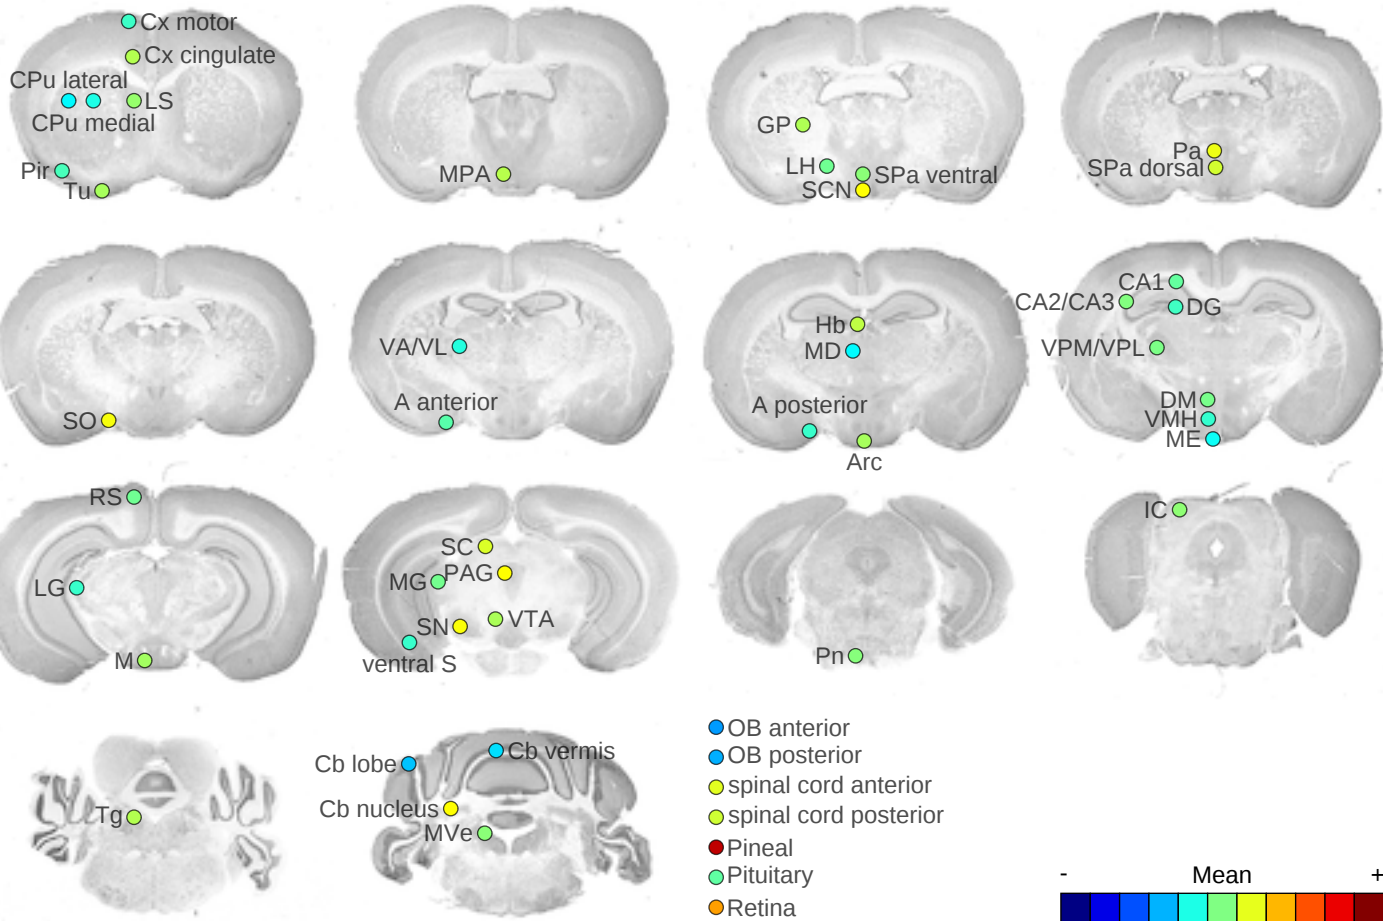 Cx motor
Cx cingulate
CPu lateral
LS
CPu medial
Pir
Tu
MPA
GP
LH
SPa ventral
SCN
Pa
SPa dorsal
SO
VA/VL
A anterior
Hb
MD
A posterior
Arc
CA1
CA2/CA3
DG
VPM/VPL
DM
VMH
ME
RS
LG
M
SC
MG
PAG
SN
VTA
ventral S
Pn
IC
Tg
Cb lobe
Cb vermis
Cb nucleus
MVe
OB anterior
OB posterior
spinal cord anterior
spinal cord posterior
Pineal
Pituitary
Retina
- Mean +